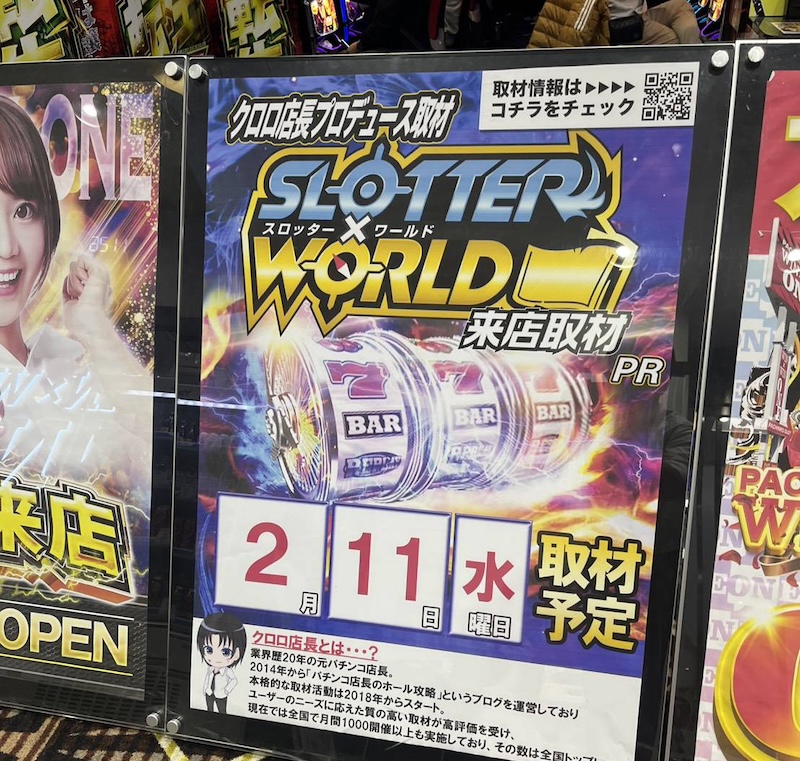 ONE
来店
OPEN
取材情報は▶▶▶▶
コチラをチェック
クロロ店長プロデュース取材
SLOTTER
スロッター×ワールド
WORLD
来店取材
PR
7 7
BAR BAR BAR
2月11日水曜日
取材
予定
クロロ店長とは・・・?
業界歴20年の元パチンコ店長。
2014年から「パチンコ店長のホール攻略」というブログを運営しており
本格的な取材活動は2018年からスタート。
ユーザーのニーズに応えた質の高い取材が高評価を受け、
現在では全国で月間1000開催以上も実施しており、その数は全国トップレ
PAC
W